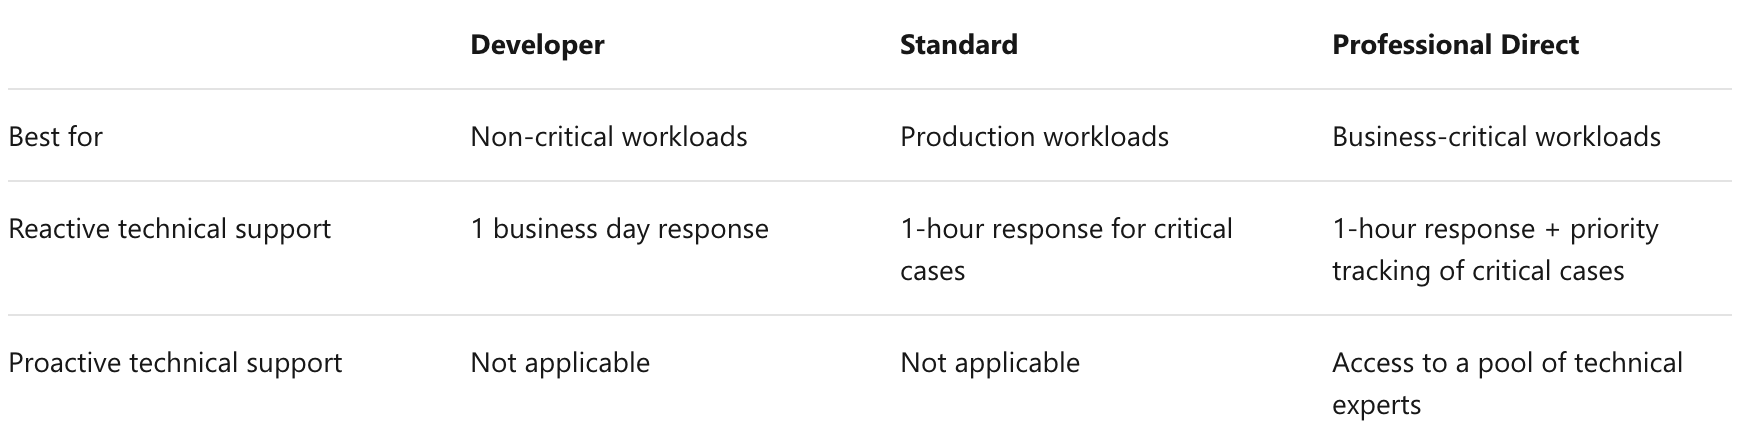 Developer Standard Professional Direct
Best for Non-critical workloads Production workloads Business-critical workloads
Reactive technical support 1 business day response 1-hour response for critical 1-hour response + priority
cases tracking of critical cases
Proactive technical support Not applicable Not applicable Access to a pool of technical
experts